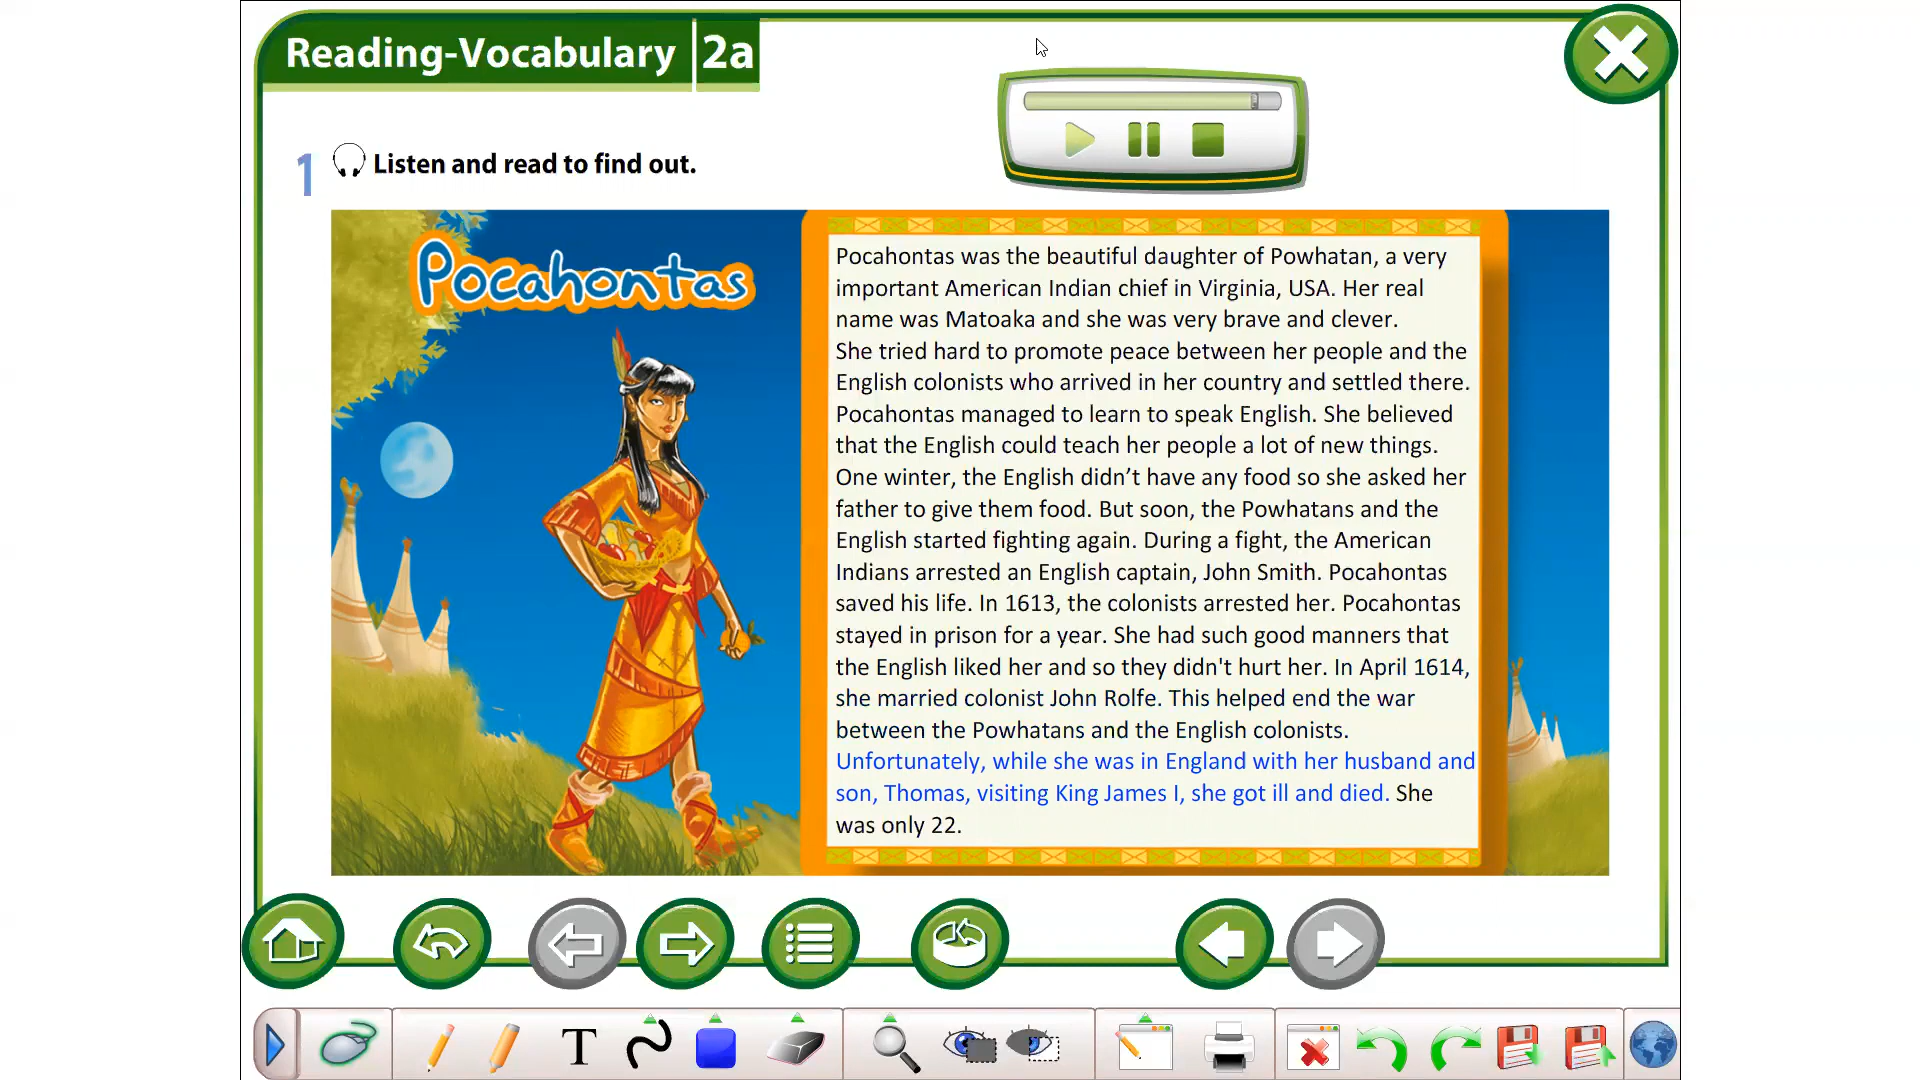 Reading-Vocabulary 2a
1 Listen and read to find out.
Pocahontas
Pocahontas was the beautiful daughter of Powhatan, a very
important American Indian chief in Virginia, USA. Her real
name was Matoaka and she was very brave and clever.
She tried hard to promote peace between her people and the
English colonists who arrived in her country and settled there.
Pocahontas managed to learn to speak English. She believed
that the English could teach her people a lot of new things.
One winter, the English didn’t have any food so she asked her
father to give them food. But soon, the Powhatans and the
English started fighting again. During a fight, the American
Indians arrested an English captain, John Smith. Pocahontas
saved his life. In 1613, the colonists arrested her. Pocahontas
stayed in prison for a year. She had such good manners that
the English liked her and so they didn't hurt her. In April 1614,
she married colonist John Rolfe. This helped end the war
between the Powhatans and the English colonists.
Unfortunately, while she was in England with her husband and
son, Thomas, visiting King James I, she got ill and died. She
was only 22.
T